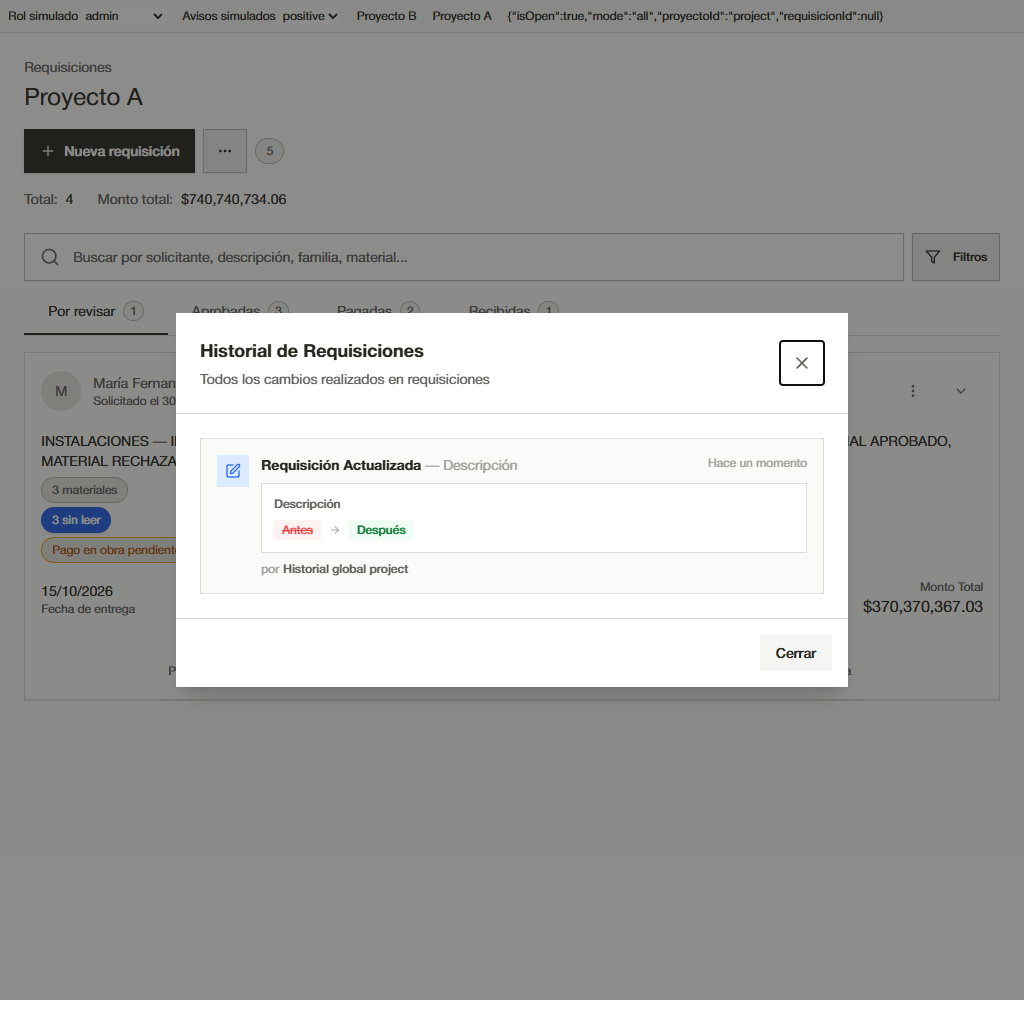 Rol simulado admin Avisos simulados positive Proyecto B Proyecto A {"isOpen":true,"mode":"all","proyectoId":"project","requisicionId":null}
Requisiciones
Proyecto A
Nueva requisición ... 5
Total: 4 Monto total: $740,740,734.06
Buscar por solicitante, descripción, familia, material...
Filtros
Por revisar 1 Aprobadas 3 Pagadas 2 Recibidas 1
Historial de Requisiciones
Todos los cambios realizados en requisiciones
Requisición Actualizada — Descripción
Hace un momento
Descripción
Antes → Después
por Historial global project
Cerrar
M
María Fernan
Solicitado el 30
INSTALACIONES —
AL APROBADO,
MATERIAL RECHAZA
3 materiales
3 sin leer
Pago en obra pendient
15/10/2026
Fecha de entrega
Monto Total
$370,370,367.03